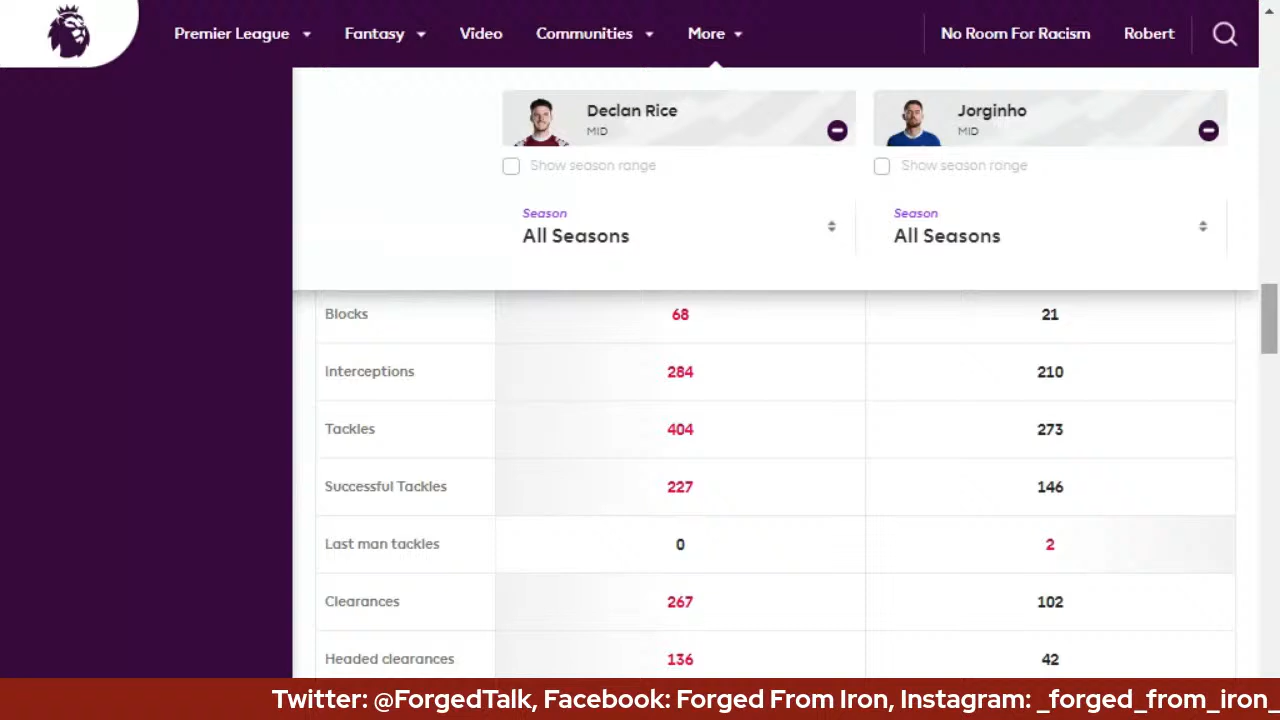 Premier League Fantasy Video Communities More No Room For Racism Robert
Declan Rice Jorginho
MID MID
Show season range Show season range
Season Season
All Seasons All Seasons
Blocks 68 21
Interceptions 284 210
Tackles 404 273
Successful Tackles 227 146
Last man tackles 0 2
Clearances 267 102
Headed clearances 136 42
Twitter: @ForgedTalk, Facebook: Forged From Iron, Instagram: _forged_from_iron_